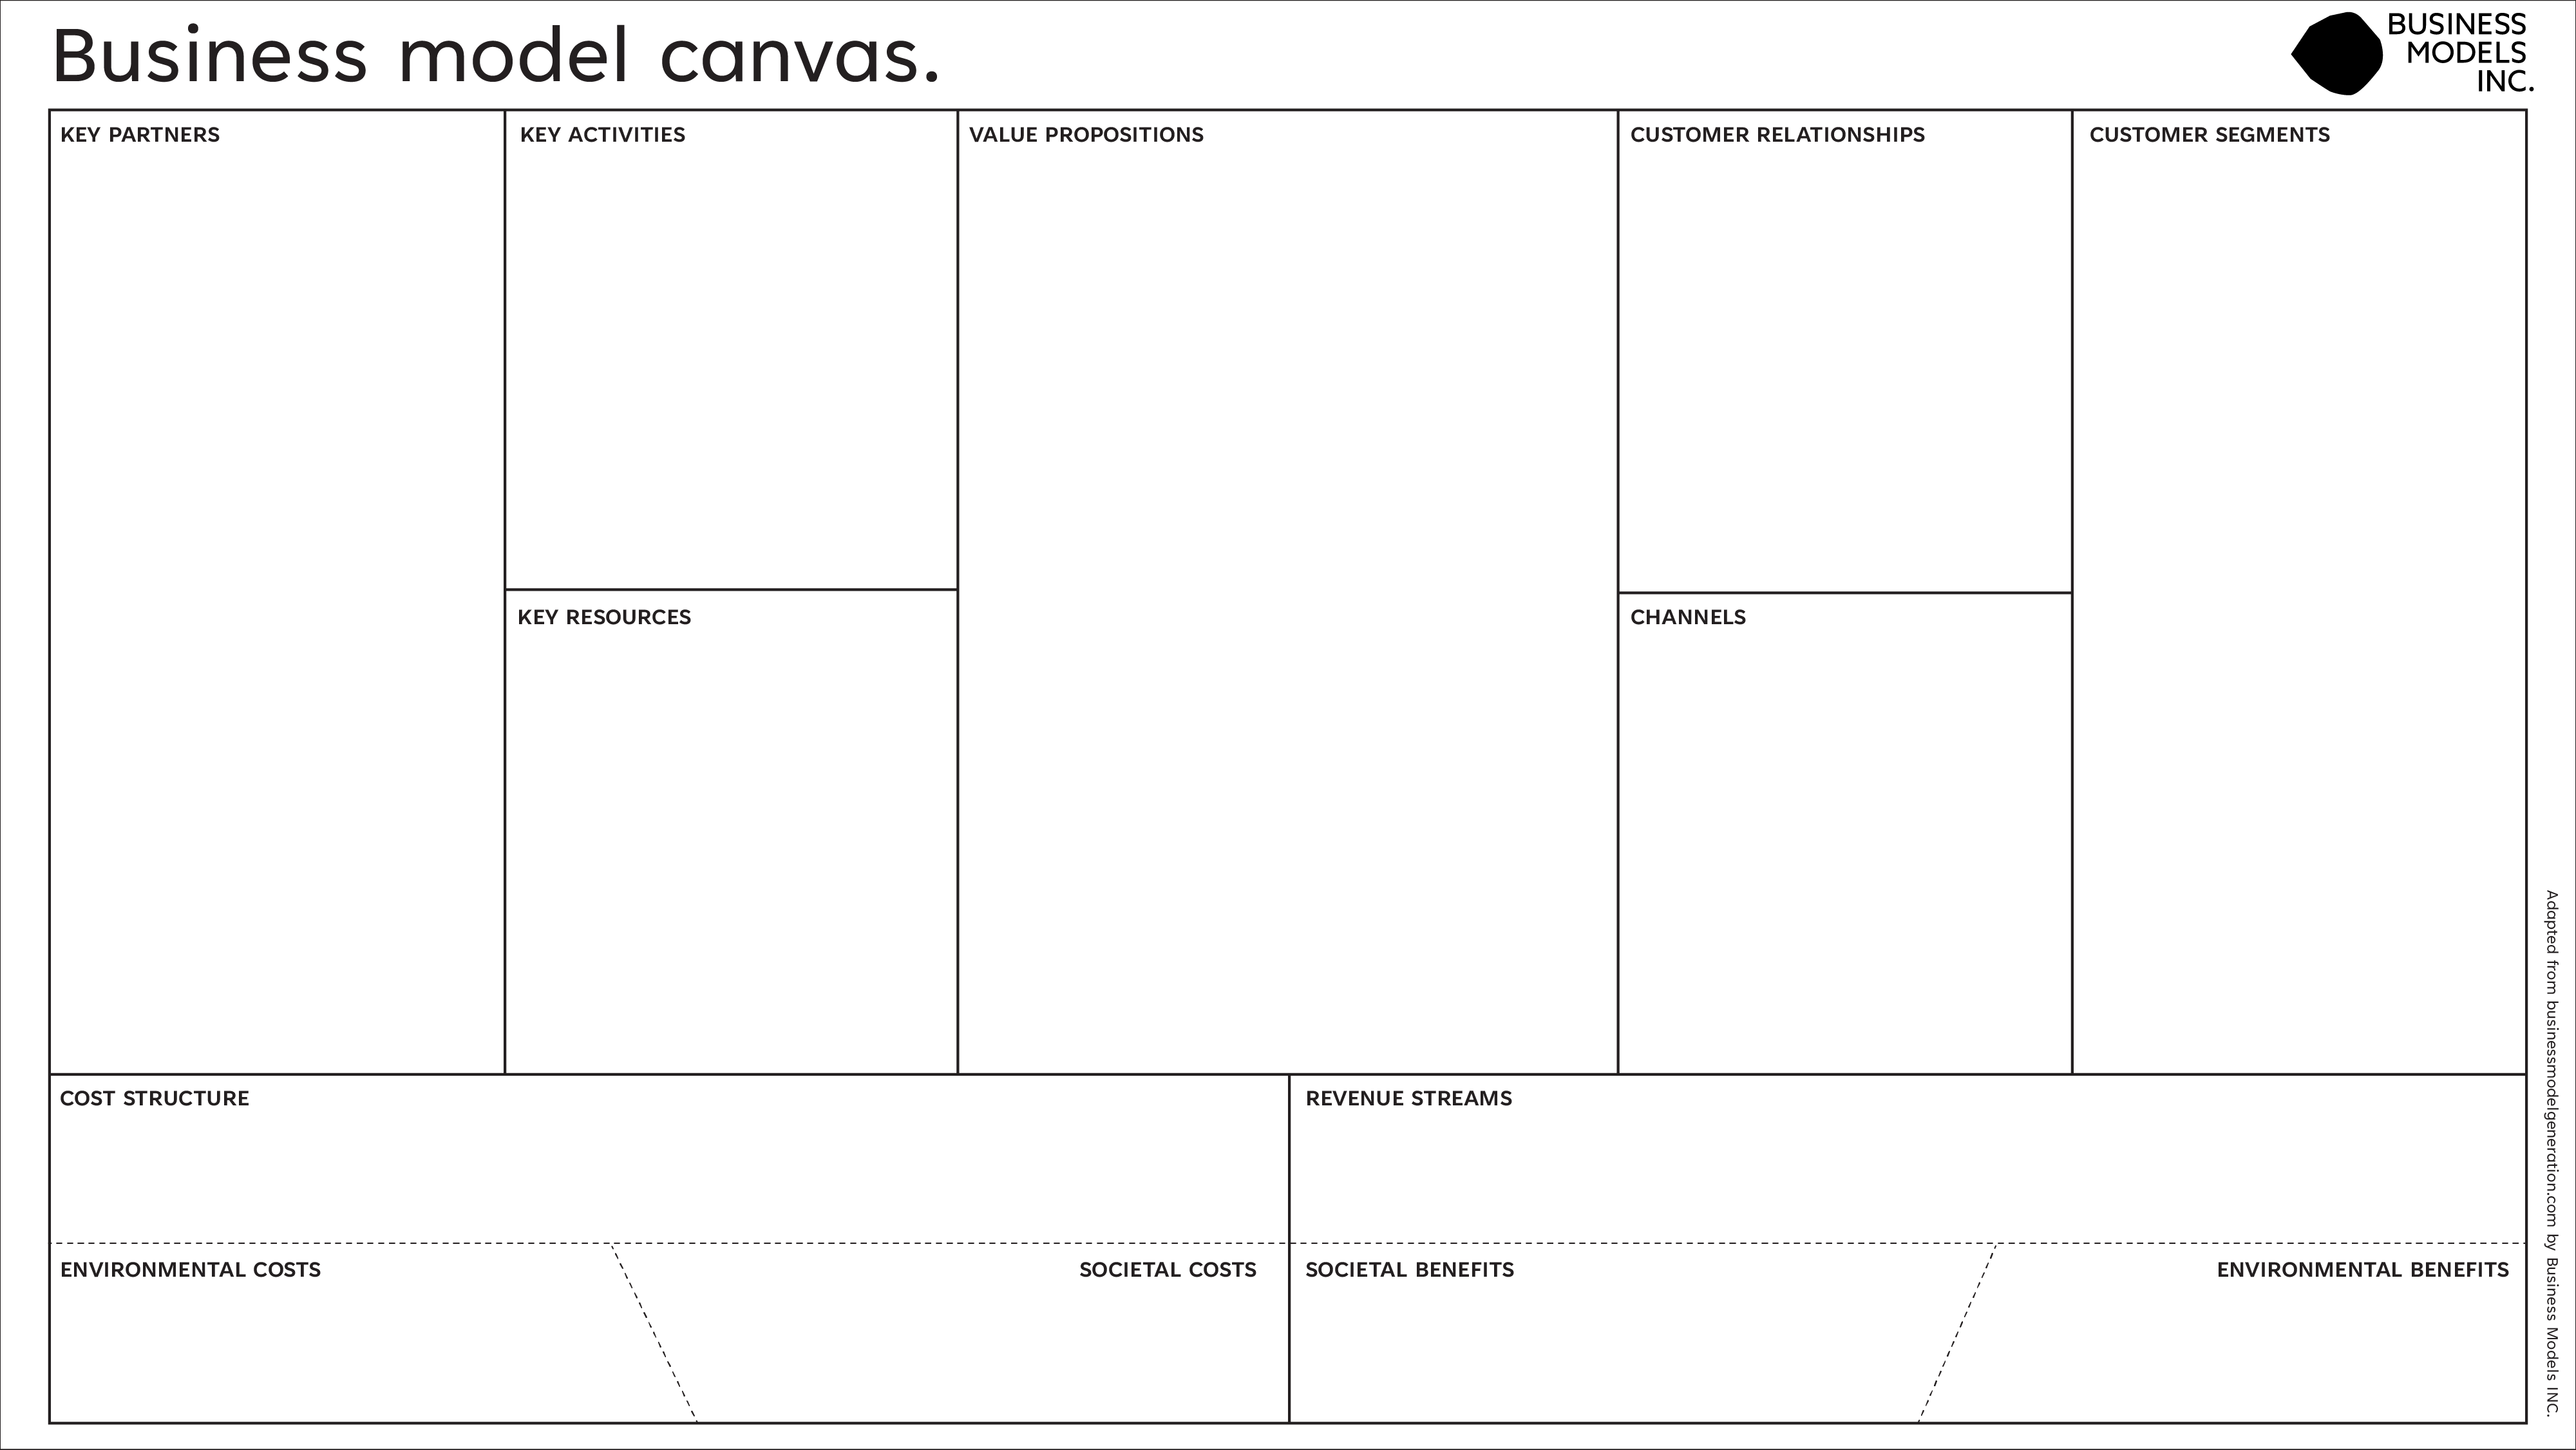 Business model canvas.
BUSINESS
MODELS
INC.
KEY PARTNERS
KEY ACTIVITIES
VALUE PROPOSITIONS
CUSTOMER RELATIONSHIPS
CUSTOMER SEGMENTS
KEY RESOURCES
CHANNELS
COST STRUCTURE
REVENUE STREAMS
ENVIRONMENTAL COSTS
SOCIETAL COSTS
SOCIETAL BENEFITS
ENVIRONMENTAL BENEFITS
Adapted from businessmodelgeneration.com by Business Models INC.